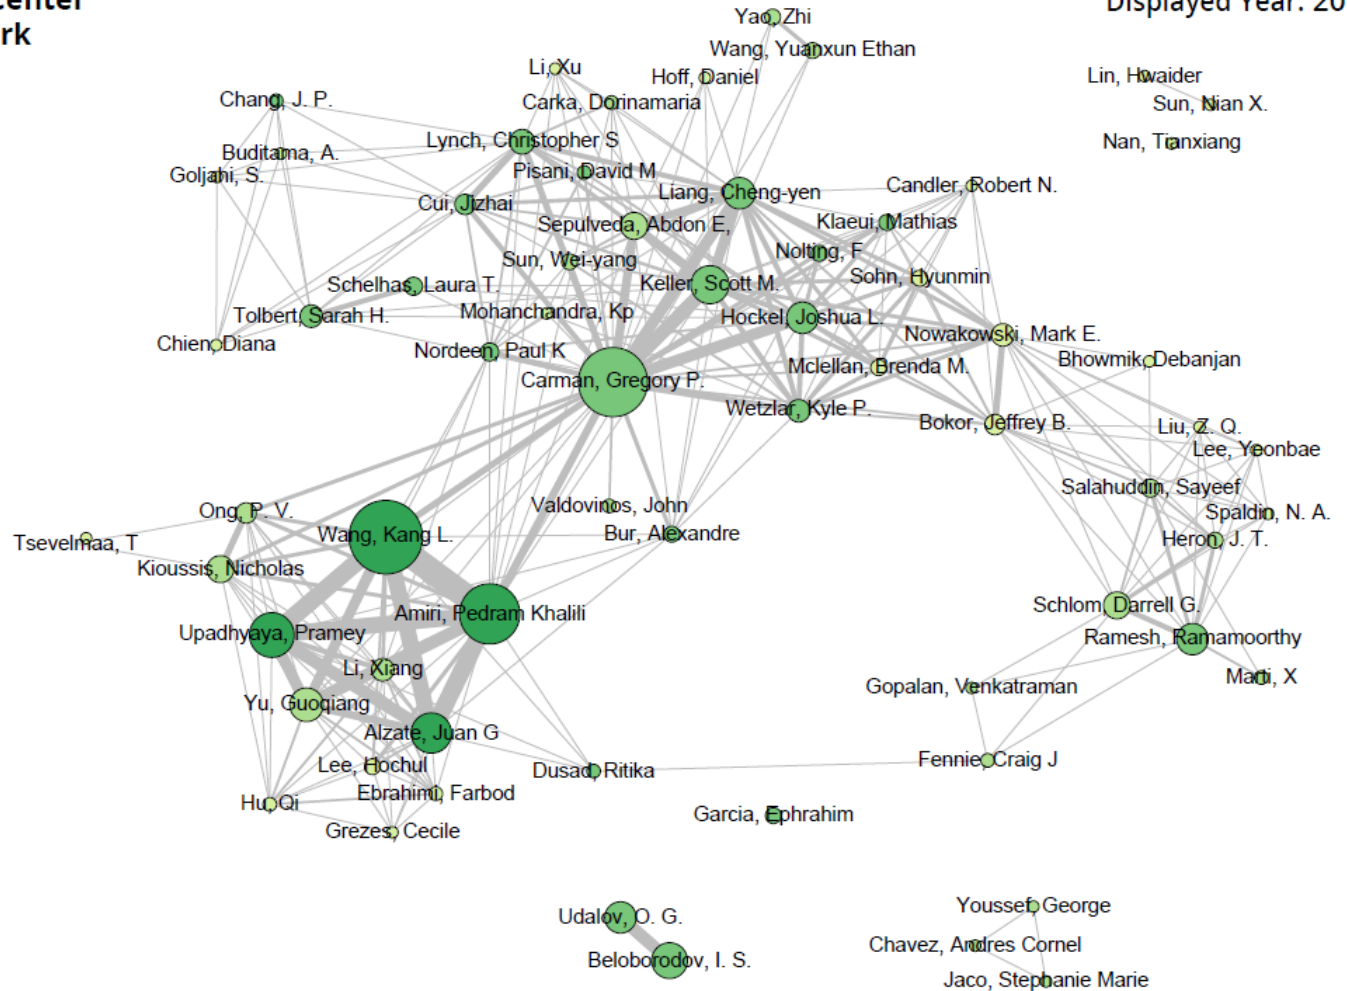 center
rk
Displayed Year: 20
Yao, Zhi
Wang, Yuanxun Ethan
Li, Xu
Hoff, Daniel
Lin, Hwaider
Sun, Nian X.
Chang, J. P.
Carka, Dorinamaria
Lynch, Christopher S
Nan, Tianxiang
Buditama, A.
Goljahi, S.
Pisani, David M
Liang, Cheng-yen
Candler, Robert N.
Cui, Jizhai
Sepulveda, Abdon E,
Klaeui, Mathias
Nolting, F
Sun, Wei-yang
Sohn, Hyunmin
Schelhas, Laura T.
Keller, Scott M.
Tolbert, Sarah H.
Mohanchandra, Kp
Hockel, Joshua L.
Nowakowski, Mark E.
Chien, Diana
Nordeen, Paul K
Bhowmik, Debanjan
Carman, Gregory P.
Mclellan, Brenda M.
Wetzlar, Kyle P.
Bokor, Jeffrey B.
Liu, Z. Q.
Lee, Yeonbae
Salahuddin, Sayeef
Ong, P. V.
Valdovinos, John
Spaldin, N. A.
Tsevelmaa, T
Wang, Kang L.
Bur, Alexandre
Heron, J. T.
Kioussis, Nicholas
Amiri, Pedram Khalili
Schlom, Darrell G.
Upadhyaya, Pramey
Ramesh, Ramamoorthy
Li, Xiang
Marti, X
Yu, Guoqiang
Gopalan, Venkatraman
Alzate, Juan G
Lee, Hochul
Dusad, Ritika
Fennie, Craig J
Ebrahimi, Farbod
Hu, Qi
Garcia, Ephrahim
Grezes, Cecile
Youssef, George
Udalov, O. G.
Chavez, Andres Cornel
Beloborodov, I. S.
Jaco, Stephanie Marie